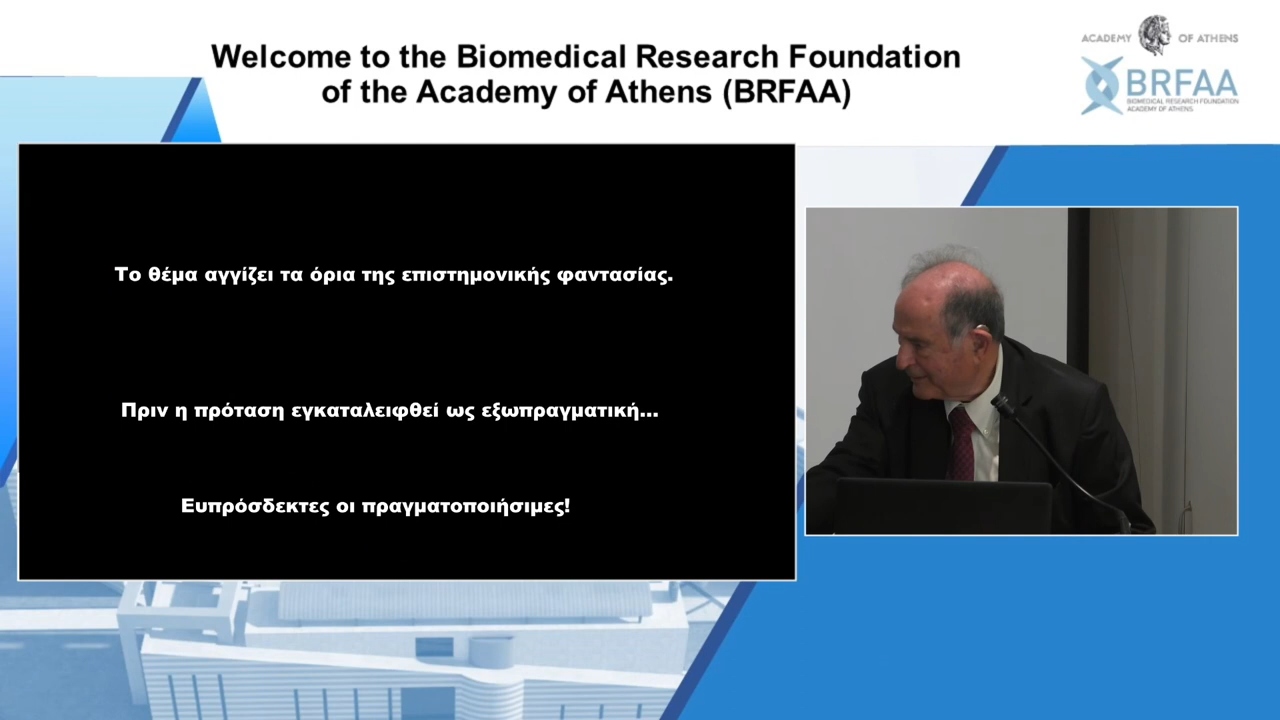 Welcome to the Biomedical Research Foundation
of the Academy of Athens (BRFAA)
ACADEMY OF ATHENS
BRFAA
BIOMEDICAL RESEARCH FOUNDATION
ACADEMY OF ATHENS
Το θέμα αγγίζει τα όρια της επιστημονικής φαντασίας.
Πριν η πρόταση εγκαταλειφθεί ως εξωπραγματική...
Ευπρόσδεκτες οι πραγματοποιήσιμες!